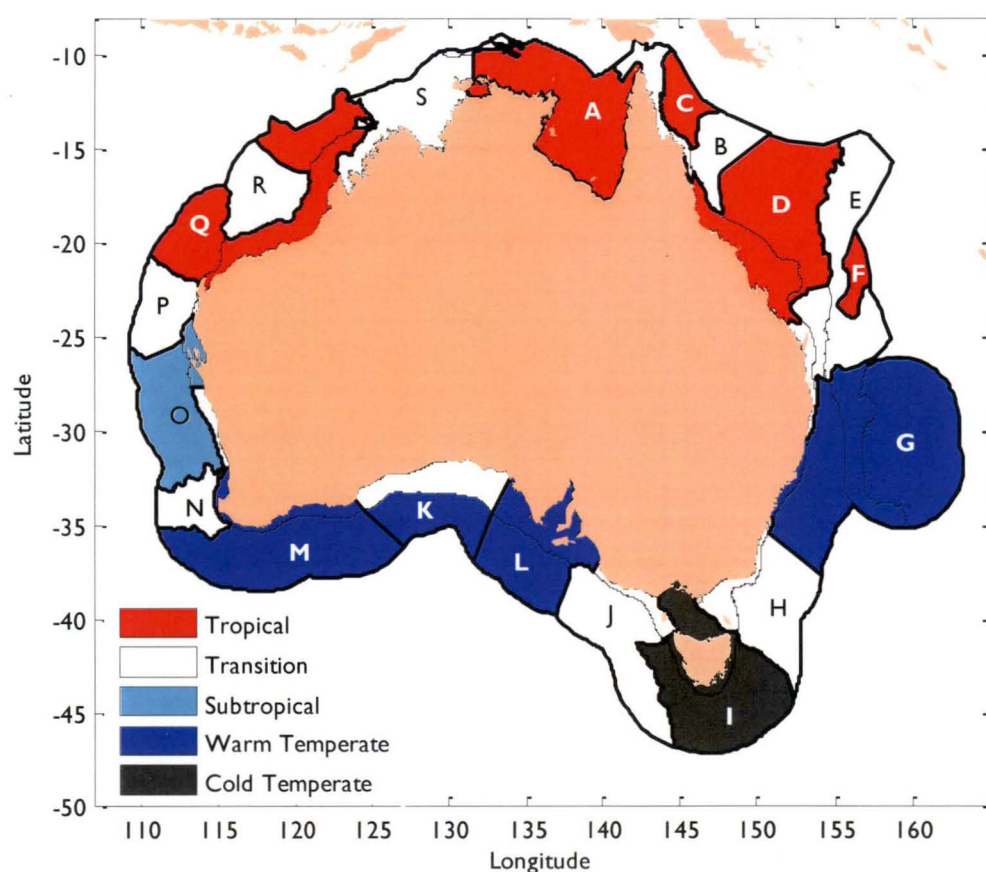 -10
-15
-20
-25
-30
-35
-40
-45
-50
Latitude
A
B
C
D
E
F
G
H
I
J
K
L
M
N
O
P
Q
R
S
Tropical
Transition
Subtropical
Warm Temperate
Cold Temperate
110 115 120 125 130 135 140 145 150 155 160
Longitude